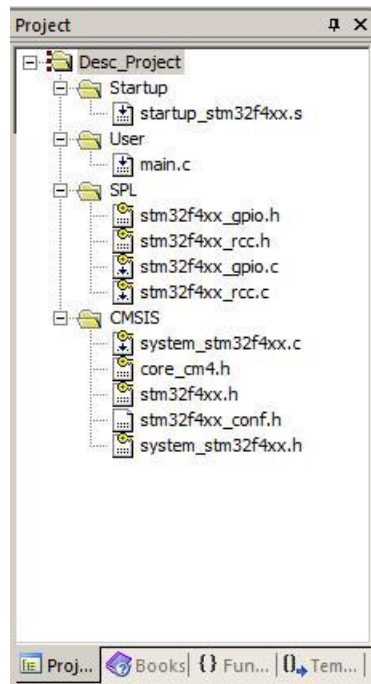 Project
Desc_Project
Startup
startup_stm32f4xx.s
User
main.c
SPL
stm32f4xx_gpio.h
stm32f4xx_rcc.h
stm32f4xx_gpio.c
stm32f4xx_rcc.c
CMSIS
system_stm32f4xx.c
core_cm4.h
stm32f4xx.h
stm32f4xx_conf.h
system_stm32f4xx.h
Proj... Books {} Fun... 0 Tem...